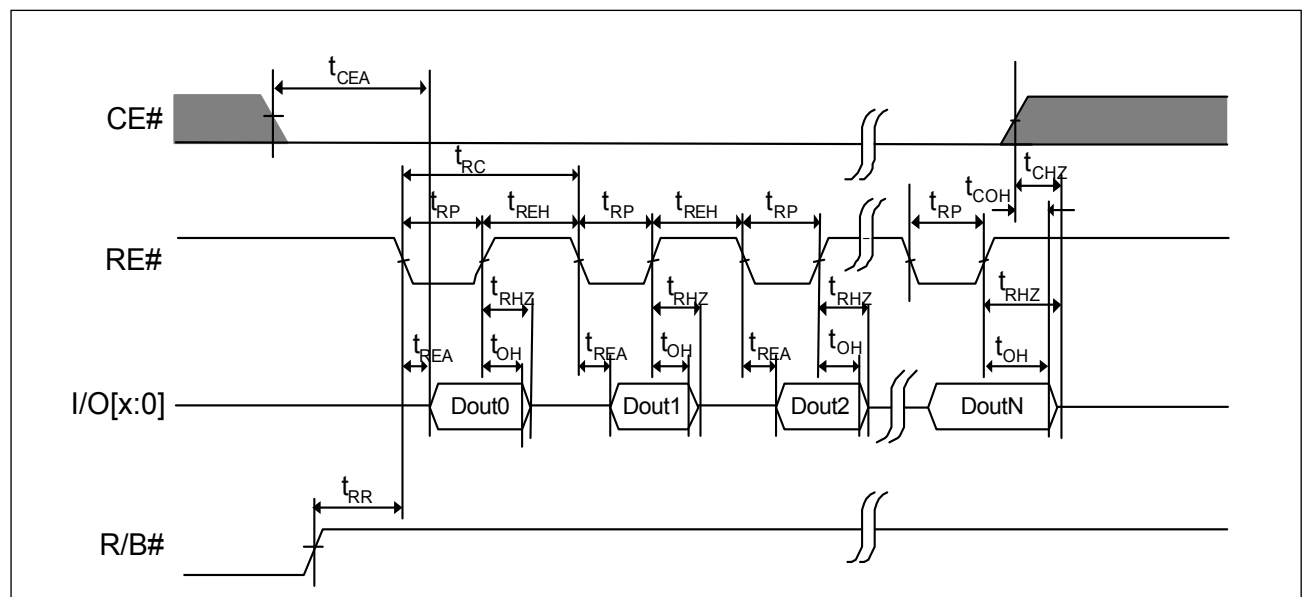 tCEA
CE#
tRC
tCHZ
tCOH
tRP tREH tRP tREH tRP tRP
RE#
tRHZ tRHZ tRHZ tRHZ
tREA tOH tREA tOH tREA tOH tOH
I/O[x:0] Dout0 Dout1 Dout2 DoutN
tRR
R/B#